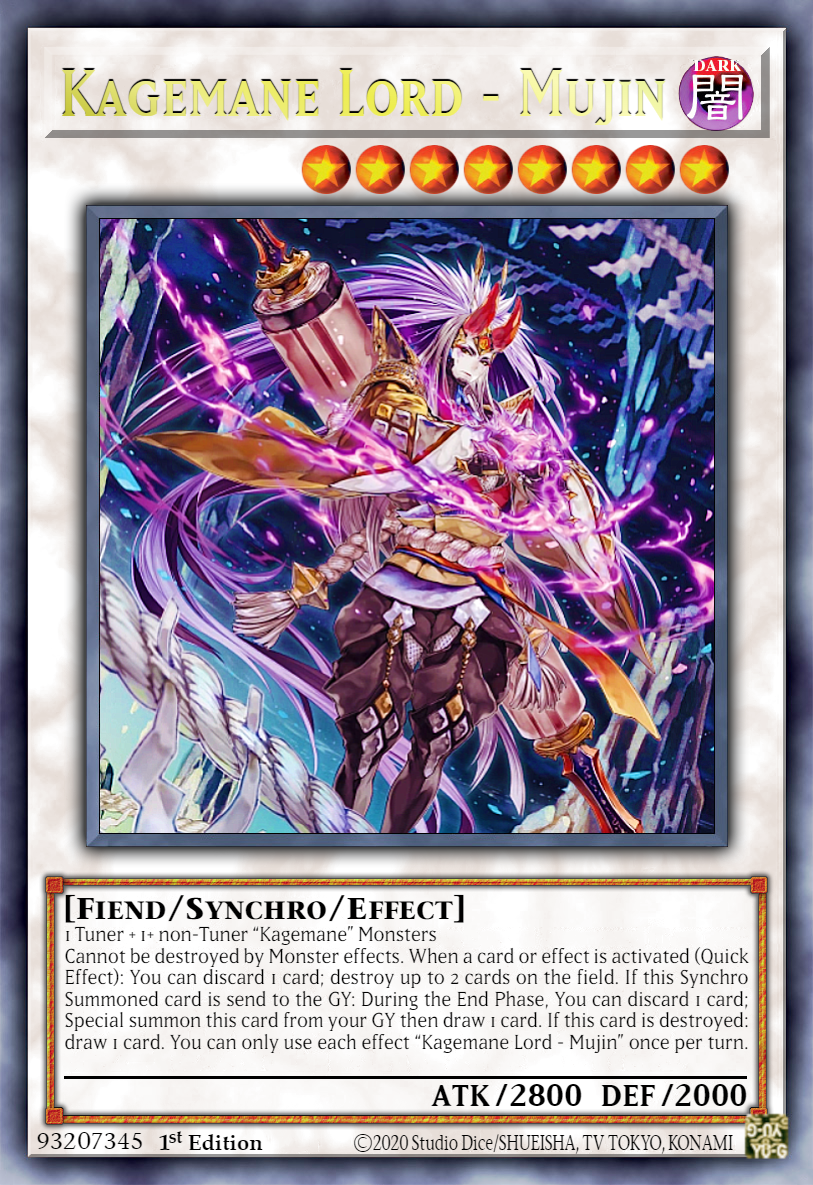 Kagemane Lord - Mujin
DARK
闇
[Fiend/Synchro/Effect]
1 Tuner + 1+ non-Tuner “Kagemane” Monsters
Cannot be destroyed by Monster effects. When a card or effect is activated (Quick
Effect): You can discard 1 card; destroy up to 2 cards on the field. If this Synchro
Summoned card is send to the GY: During the End Phase, You can discard 1 card;
Special summon this card from your GY then draw 1 card. If this card is destroyed:
draw 1 card. You can only use each effect “Kagemane Lord - Mujin” once per turn.
ATK/2800 DEF/2000
93207345 1st Edition ©2020 Studio Dice/SHUEISHA, TV TOKYO, KONAMI